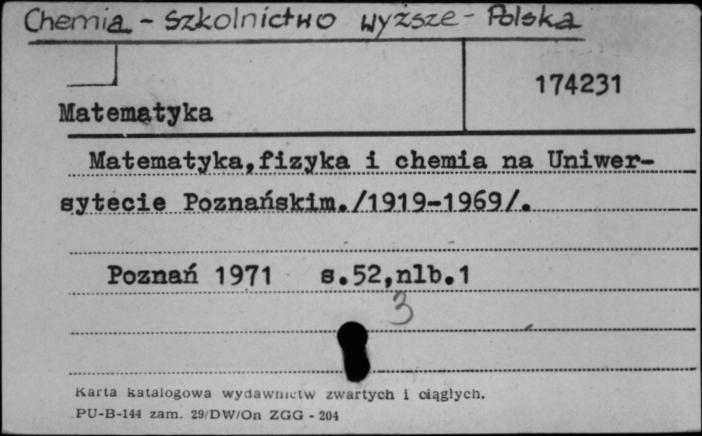 Chemia - Szkolnictwo wyższe - Polska
174231
Matematyka
Matematyka,fizyka i chemia na Uniwer-
sytecie Poznańskim./1919-1969/.
Poznań 1971 s.52,nlb.1
3
Karta katalogowa wydawnictw zwartych i ciągłych.
PU-B-144 zam. 29/DW/On ZGG - 204